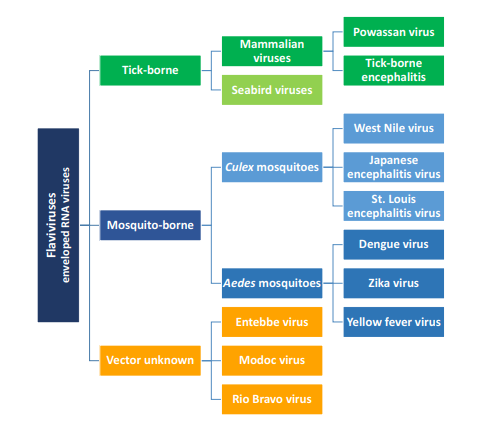 Flaviviruses
enveloped RNA viruses
Tick-borne
Mammalian
viruses
Powassan virus
Tick-borne
encephalitis
Seabird viruses
Mosquito-borne
Culex mosquitoes
West Nile virus
Japanese
encephalitis virus
St. Louis
encephalitis virus
Aedes mosquitoes
Dengue virus
Zika virus
Yellow fever virus
Vector unknown
Entebbe virus
Modoc virus
Rio Bravo virus